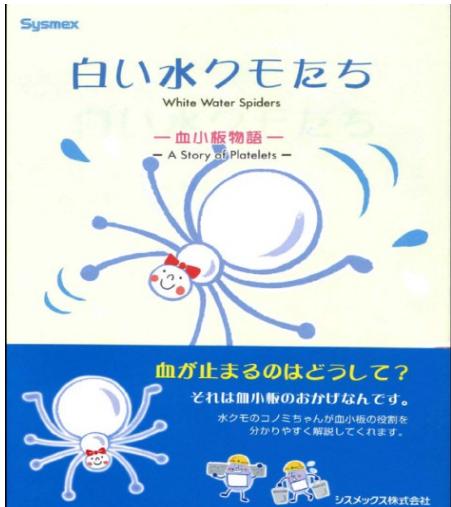 Sysmex
白い水クモたち
White Water Spiders
— 血小板物語 —
— A Story of Platelets —
血が止まるのはどうして？
それは血小板のおかげなんです。
水クモのコノミちゃんが血小板の役割を
分かりやすく解説してくれます。
シスメックス株式会社